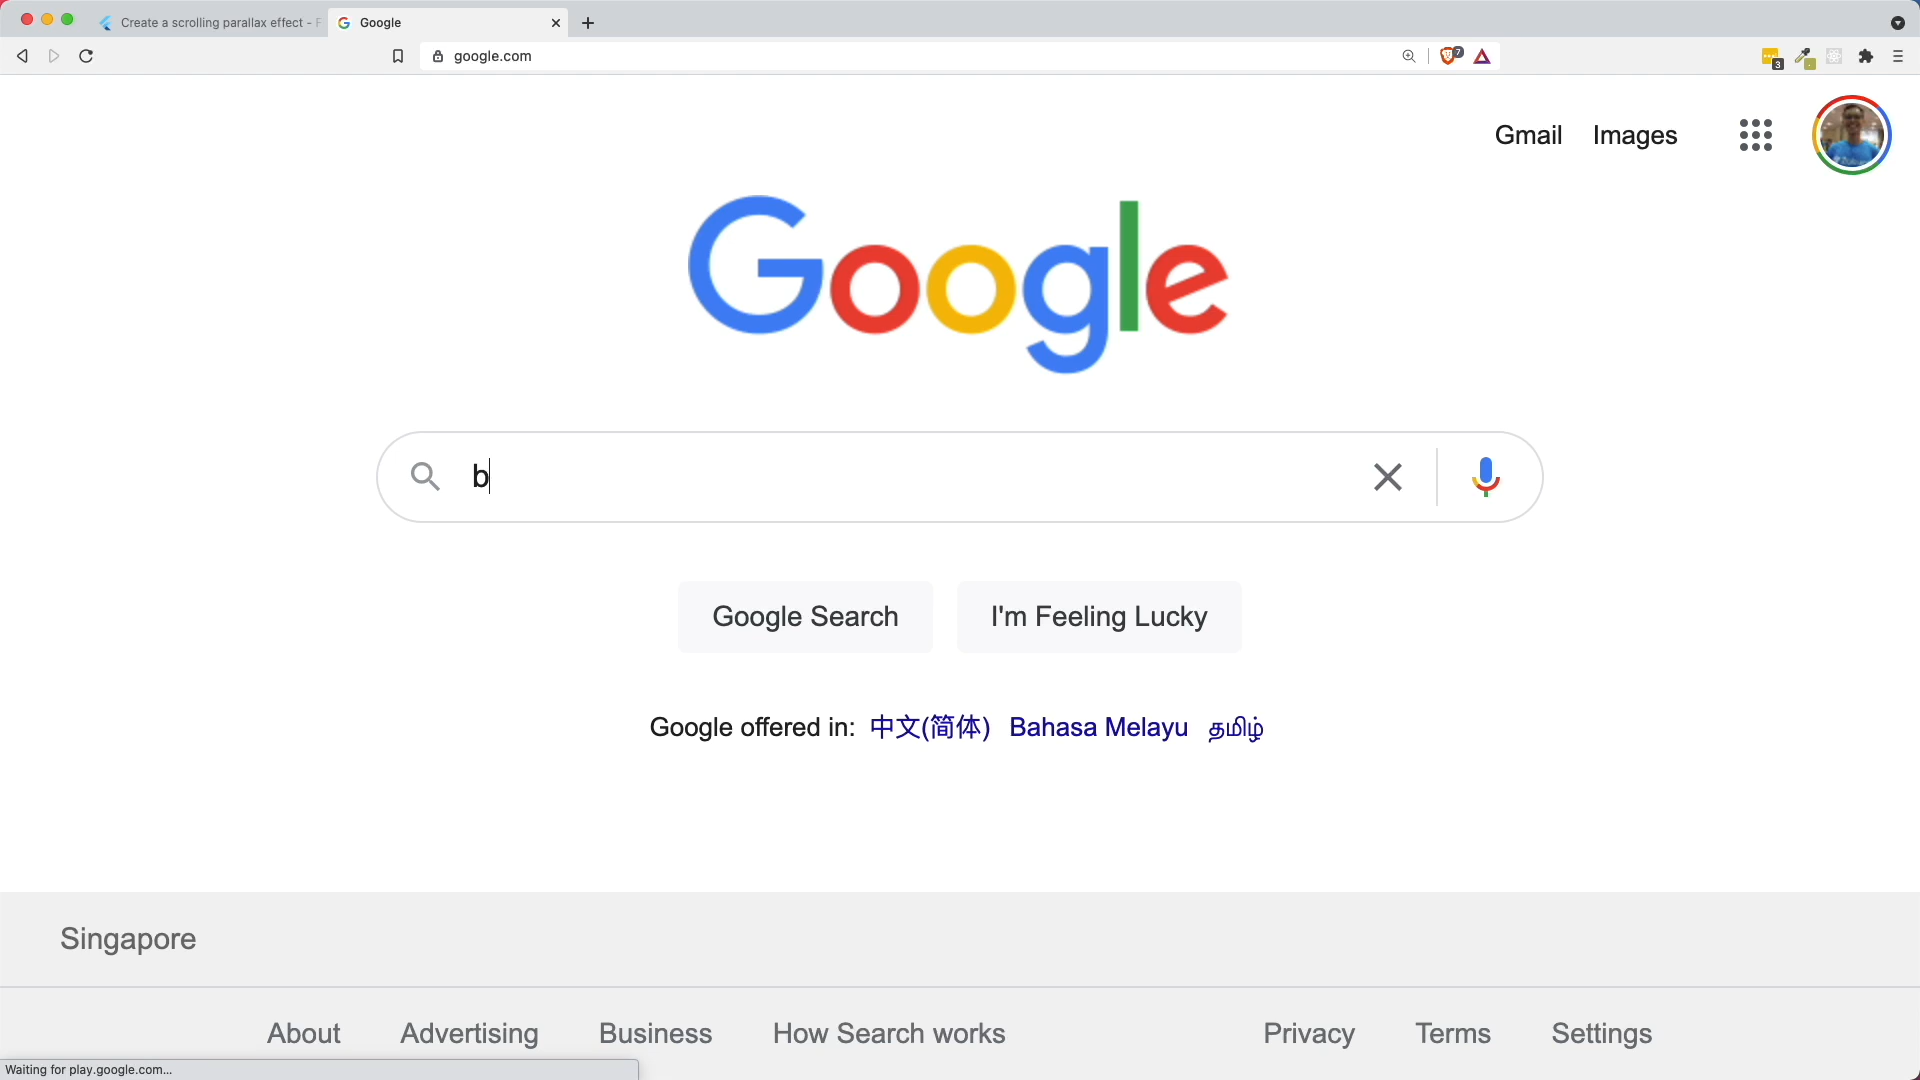 Create a scrolling parallax effect - F
Google
google.com
7
3
Gmail Images
Google
b
Google Search
I'm Feeling Lucky
Google offered in: 中文(简体) Bahasa Melayu தமிழ்
Singapore
About Advertising Business How Search works Privacy Terms Settings
Waiting for play.google.com...